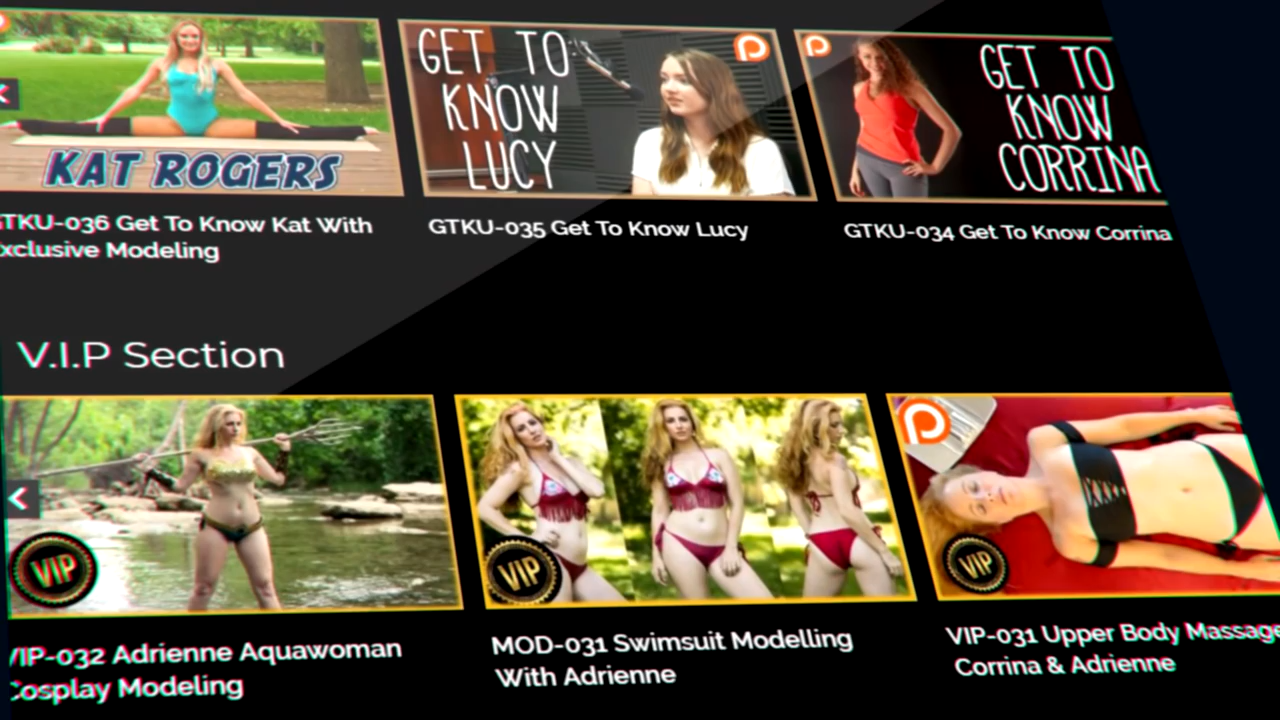 KAT ROGERS
GET TO
KNOW
LUCY
GET TO
KNOW
CORRINA
GTKU-036 Get To Know Kat With
Exclusive Modeling
GTKU-035 Get To Know Lucy
GTKU-034 Get To Know Corrina
V.I.P Section
VIP
VIP
VIP
VIP-032 Adrienne Aquawoman
Cosplay Modeling
MOD-031 Swimsuit Modelling
With Adrienne
VIP-031 Upper Body Massage
Corrina & Adrienne